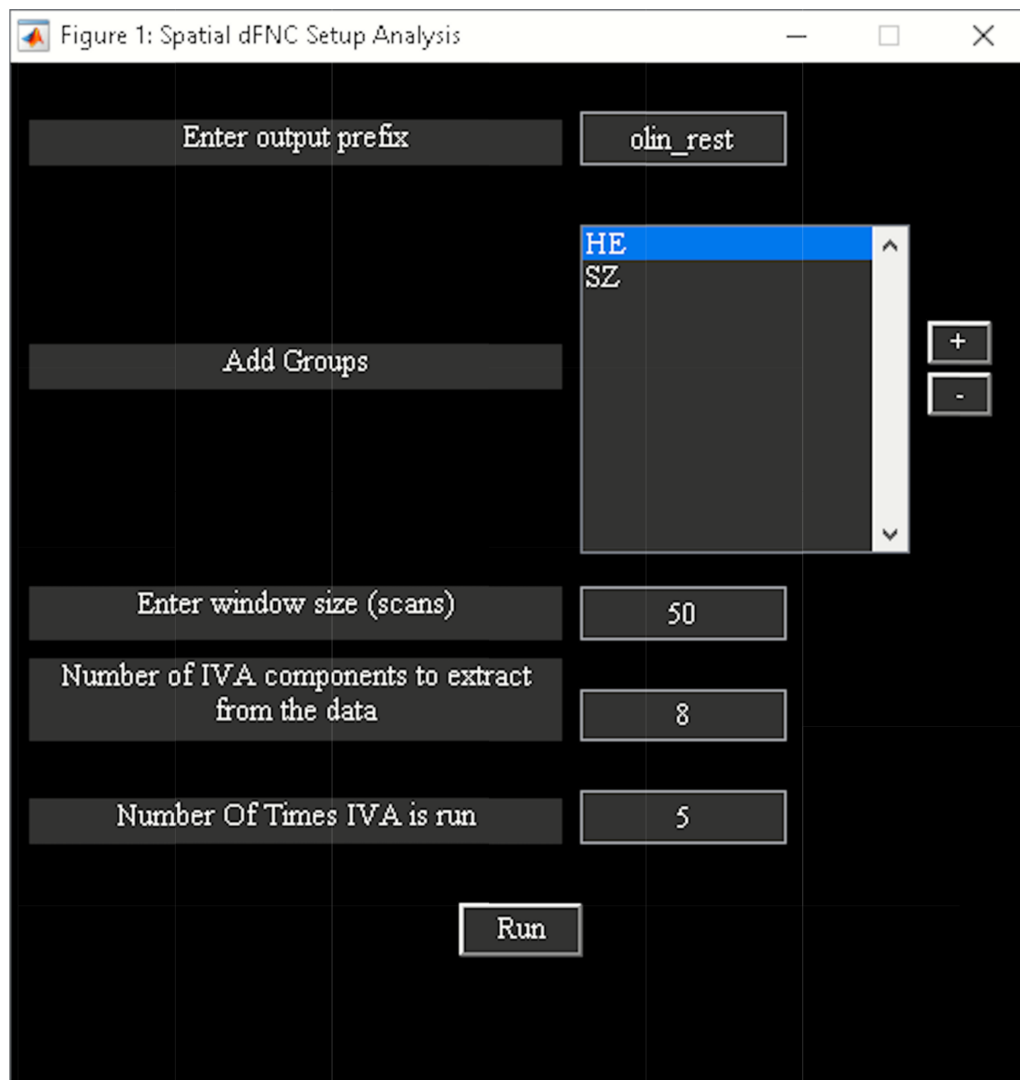 Figure 1: Spatial dFNC Setup Analysis
Enter output prefix
olin_rest
HE
SZ
Add Groups
+
-
Enter window size (scans)
50
Number of IVA components to extract
from the data
8
Number Of Times IVA is run
5
Run